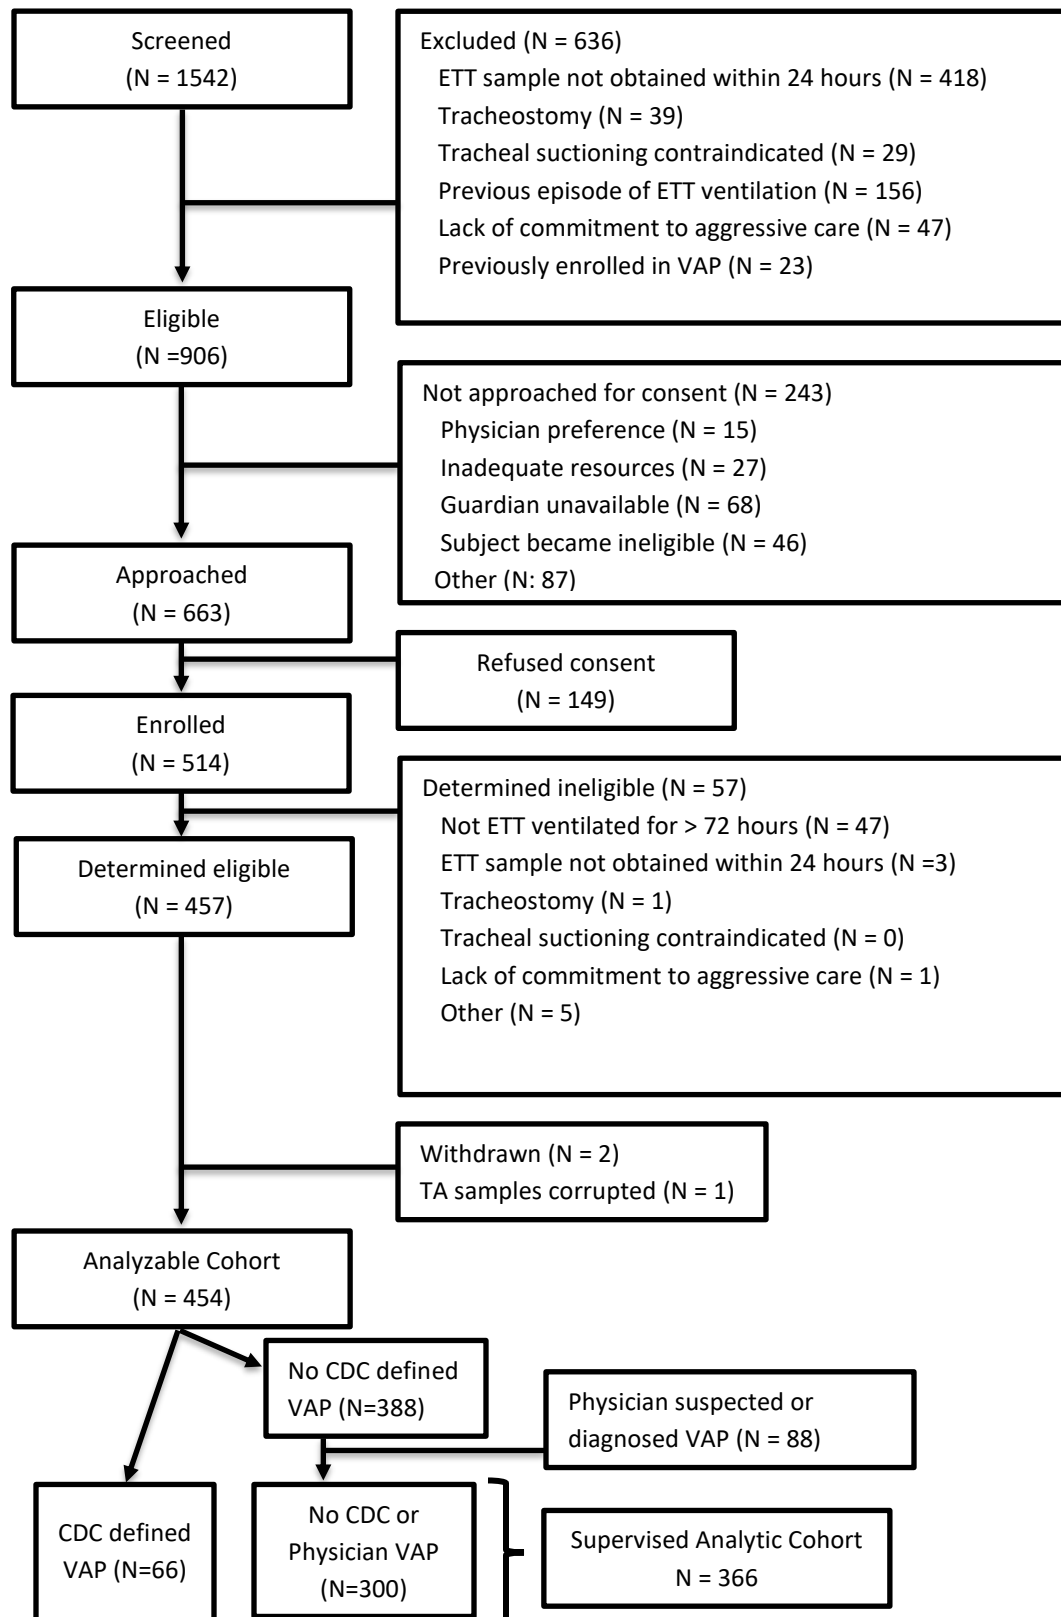 Screened
(N = 1542)
Excluded (N = 636)
ETT sample not obtained within 24 hours (N = 418)
Tracheostomy (N = 39)
Tracheal suctioning contraindicated (N = 29)
Previous episode of ETT ventilation (N = 156)
Lack of commitment to aggressive care (N = 47)
Previously enrolled in VAP (N = 23)
Eligible
(N =906)
Not approached for consent (N = 243)
Physician preference (N = 15)
Inadequate resources (N = 27)
Guardian unavailable (N = 68)
Subject became ineligible (N = 46)
Other (N: 87)
Approached
(N = 663)
Refused consent
(N = 149)
Enrolled
(N = 514)
Determined ineligible (N = 57)
Not ETT ventilated for > 72 hours (N = 47)
ETT sample not obtained within 24 hours (N =3)
Tracheostomy (N = 1)
Tracheal suctioning contraindicated (N = 0)
Lack of commitment to aggressive care (N = 1)
Other (N = 5)
Determined eligible
(N = 457)
Withdrawn (N = 2)
TA samples corrupted (N = 1)
Analyzable Cohort
(N = 454)
No CDC defined
VAP (N=388)
Physician suspected or
diagnosed VAP (N = 88)
CDC defined
VAP (N=66)
No CDC or
Physician VAP
(N=300)
Supervised Analytic Cohort
N = 366